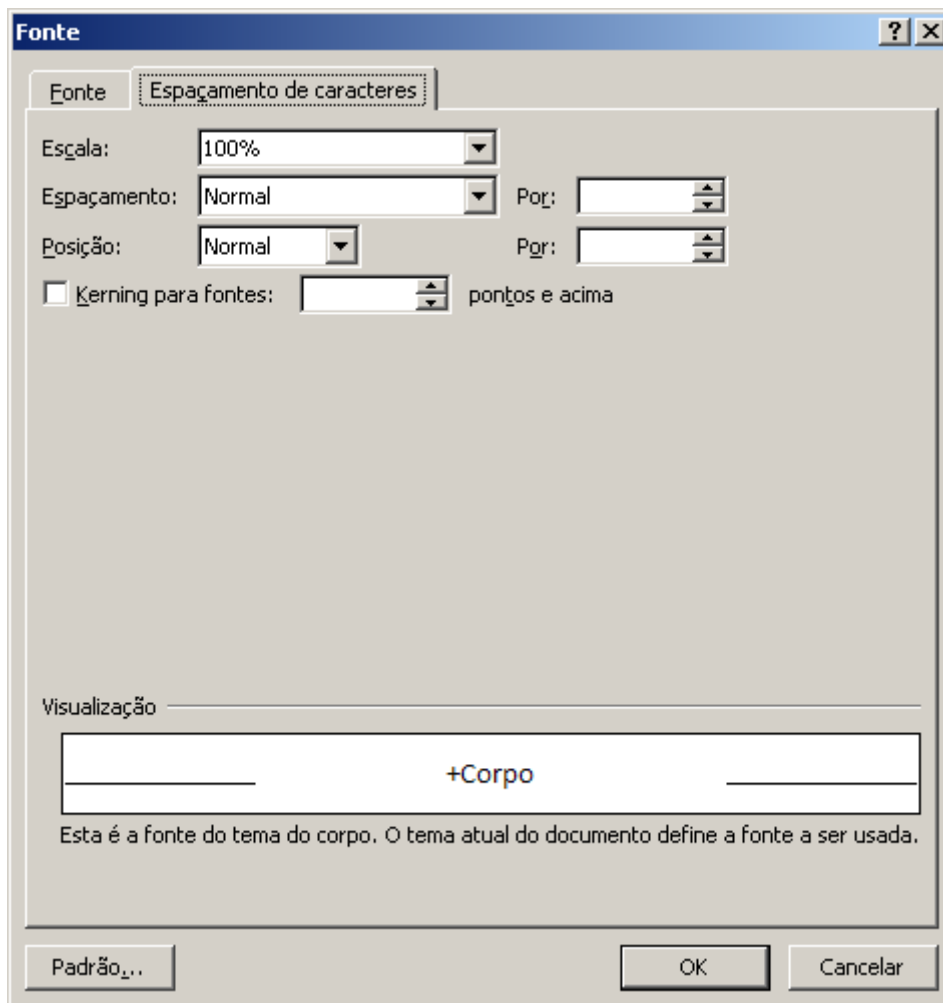 Fonte
Fonte Espaçamento de caracteres
Escala: 100%
Espaçamento: Normal Por:
Posição: Normal Por:
Kerning para fontes: pontos e acima
Visualização
+Corpo
Esta é a fonte do tema do corpo. O tema atual do documento define a fonte a ser usada.
Padrão... OK Cancelar